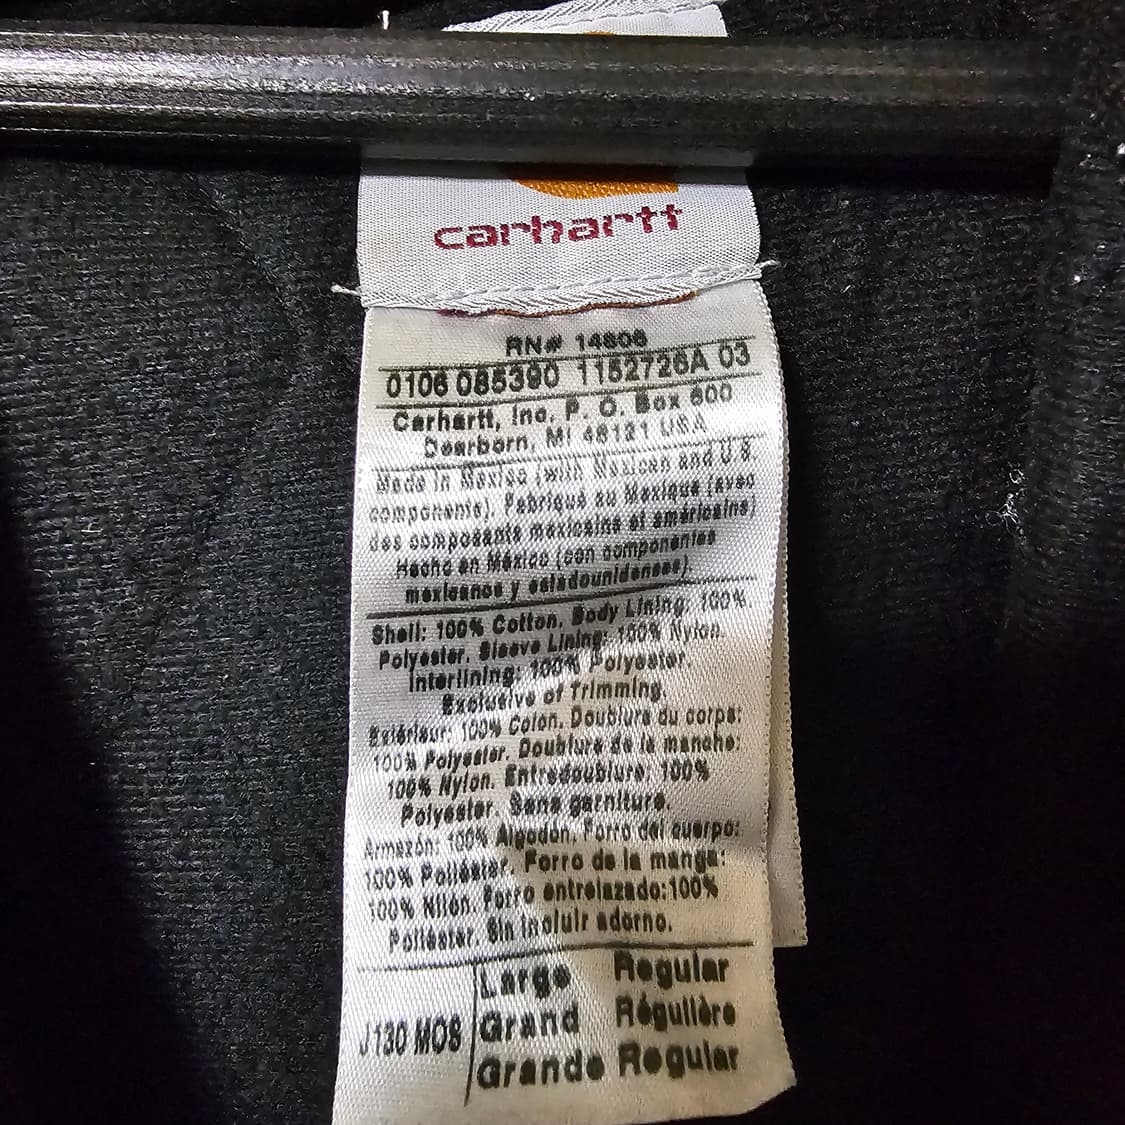 carhartt
RN# 14806
0106 085390 1152726A 03
Carhartt, Inc. P. O. Box 600
Dearborn, MI 48121 USA
Made in Mexico (with Mexican and U.S.
components). Fabriqué au Mexique (avec
des composants mexicains et américains)
Hecho en México (con componentes
mexicanos y estadounidenses).
Shell: 100% Cotton. Body Lining: 100%
Polyester. Sleeve Lining: 100% Nylon.
Interlining: 100% Polyester.
Exclusive of Trimming.
Extérieur: 100% Coton. Doublure du corps:
100% Polyester. Doublure de la manche:
100% Nylon. Entredoublure: 100%
Polyester. Sans garniture.
Armazón: 100% Algodón. Forro del cuerpo:
100% Poliéster. Forro de la manga:
100% Nilón. Forro entrelazado:100%
Poliéster. Sin incluir adorno.
J130 MOS
Large Regular
Grand Régulière
Grande Regular